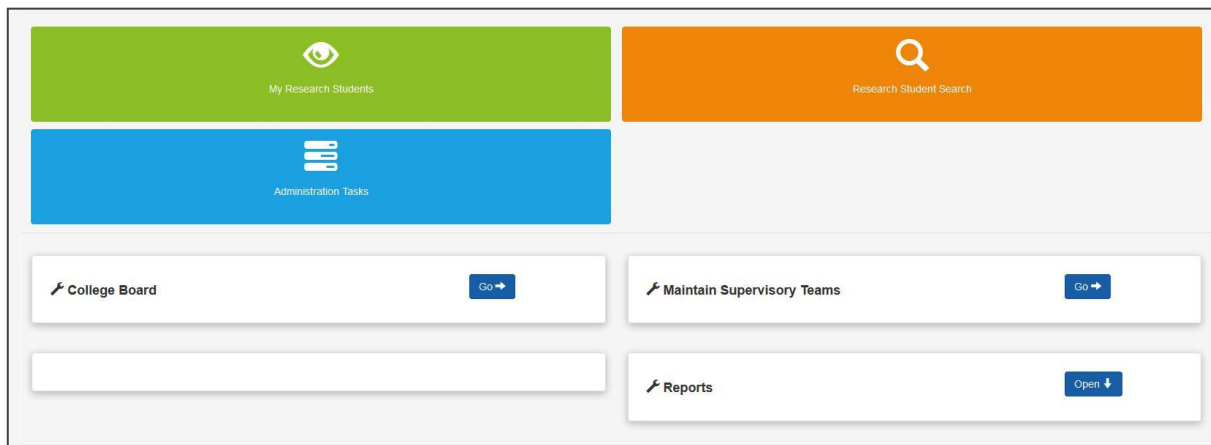 My Research Students
Research Student Search
Administration Tasks
College Board
Go
Maintain Supervisory Teams
Go
Reports
Open